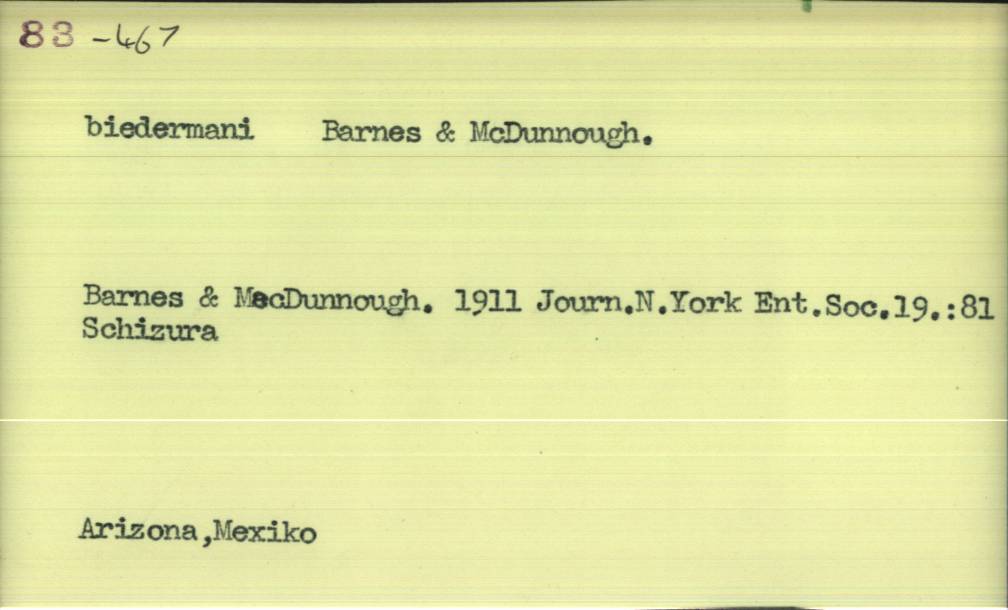 83 -467
biedermani Barnes & McDunnough.
Barnes & MacDunnough. 1911 Journ.N.York Ent.Soc.19.:81
Schizura
Arizona,Mexiko